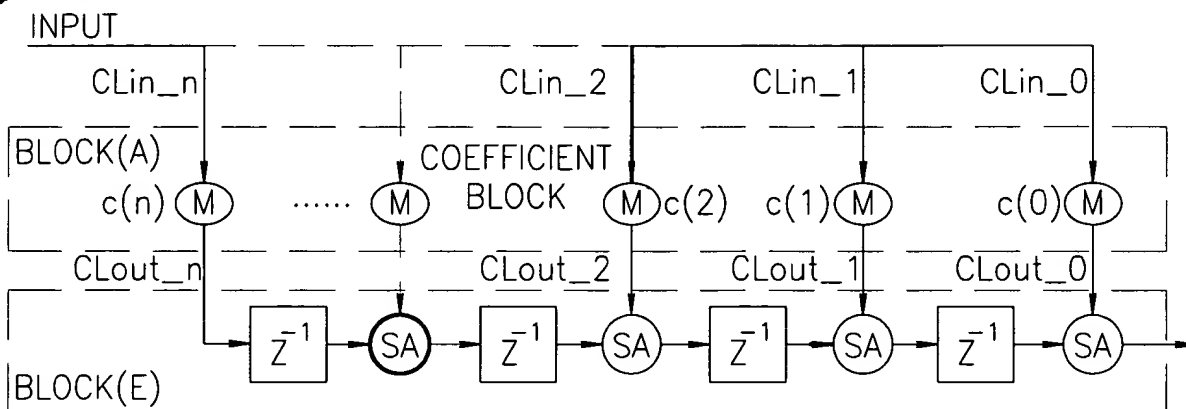 INPUT
CLin_n CLin_2 CLin_1 CLin_0
BLOCK(A) COEFFICIENT
BLOCK
c(n) M ...... M M c(2) c(1) M c(0) M
CLout_n CLout_2 CLout_1 CLout_0
Z⁻¹ SA Z⁻¹ SA Z⁻¹ SA Z⁻¹ SA
BLOCK(E)